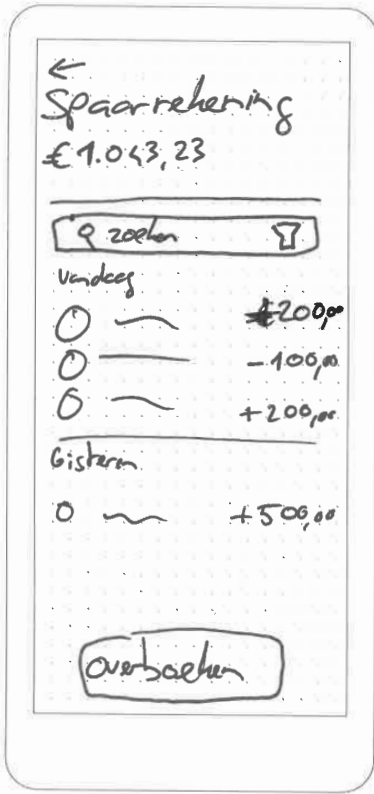 Spaarrekening
€ 1.043,23
zoeken
Vandaag
+200,00
-100,00
+200,00
Gisteren
+500,00
Overboeken